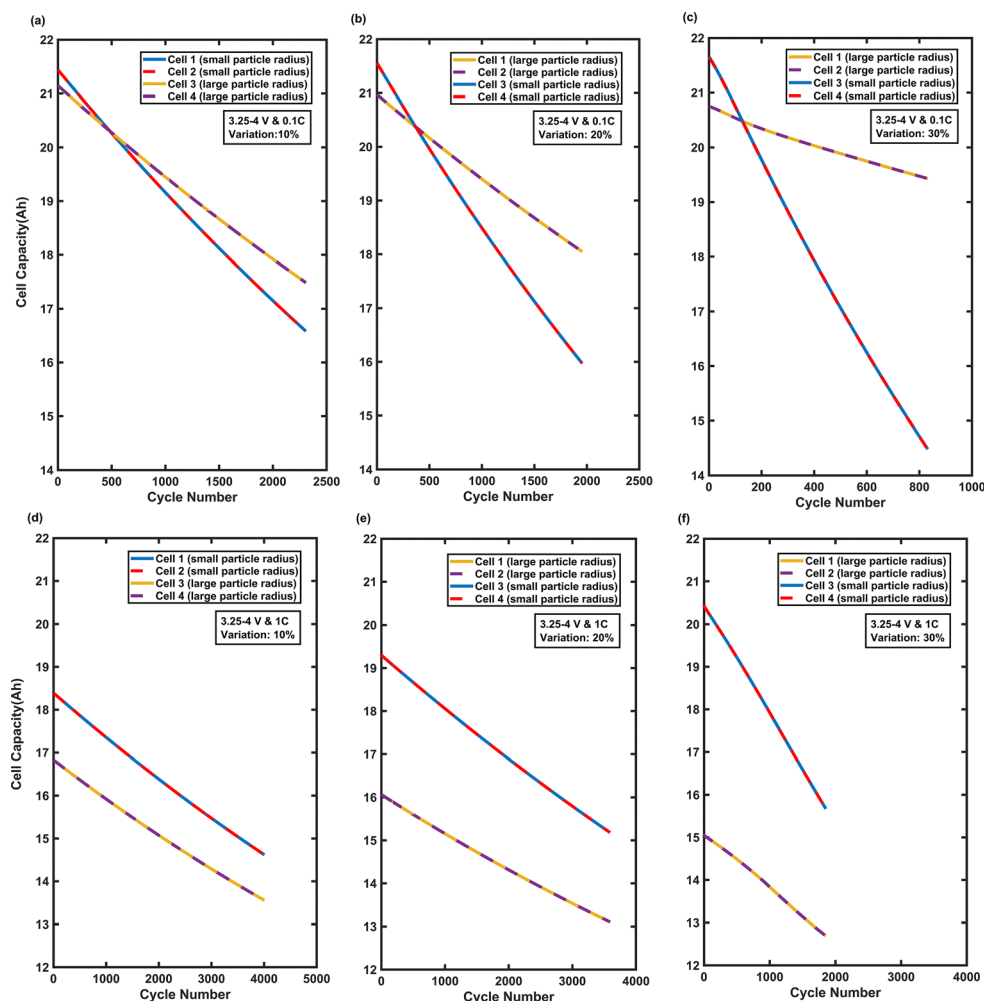 (a)
22
21
20
19
18
17
16
15
14
Cell Capacity(Ah)
Cell 1 (small particle radius)
Cell 2 (small particle radius)
Cell 3 (large particle radius)
Cell 4 (large particle radius)
3.25-4 V & 0.1C
Variation:10%
0 500 1000 1500 2000 2500
Cycle Number
(b)
22
21
20
19
18
17
16
15
14
Cell 1 (large particle radius)
Cell 2 (large particle radius)
Cell 3 (small particle radius)
Cell 4 (small particle radius)
3.25-4 V & 0.1C
Variation: 20%
0 500 1000 1500 2000 2500
Cycle Number
(c)
22
21
20
19
18
17
16
15
14
Cell 1 (large particle radius)
Cell 2 (large particle radius)
Cell 3 (small particle radius)
Cell 4 (small particle radius)
3.25-4 V & 0.1C
Variation: 30%
0 200 400 600 800 1000
Cycle Number
(d)
22
21
20
19
18
17
16
15
14
13
12
Cell Capacity(Ah)
Cell 1 (small particle radius)
Cell 2 (small particle radius)
Cell 3 (large particle radius)
Cell 4 (large particle radius)
3.25-4 V & 1C
Variation: 10%
0 1000 2000 3000 4000 5000
Cycle Number
(e)
22
21
20
19
18
17
16
15
14
13
12
Cell 1 (large particle radius)
Cell 2 (large particle radius)
Cell 3 (small particle radius)
Cell 4 (small particle radius)
3.25-4 V & 1C
Variation: 20%
0 1000 2000 3000 4000
Cycle Number
(f)
22
21
20
19
18
17
16
15
14
13
12
Cell 1 (large particle radius)
Cell 2 (large particle radius)
Cell 3 (small particle radius)
Cell 4 (small particle radius)
3.25-4 V & 1C
Variation: 30%
0 1000 2000 3000 4000
Cycle Number